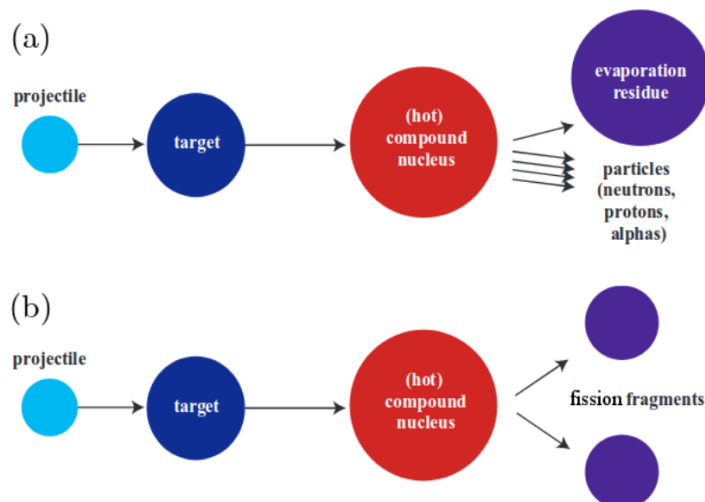 (a)
projectile
target
(hot)
compound
nucleus
evaporation
residue
particles
(neutrons,
protons,
alphas)
(b)
projectile
target
(hot)
compound
nucleus
fission fragments